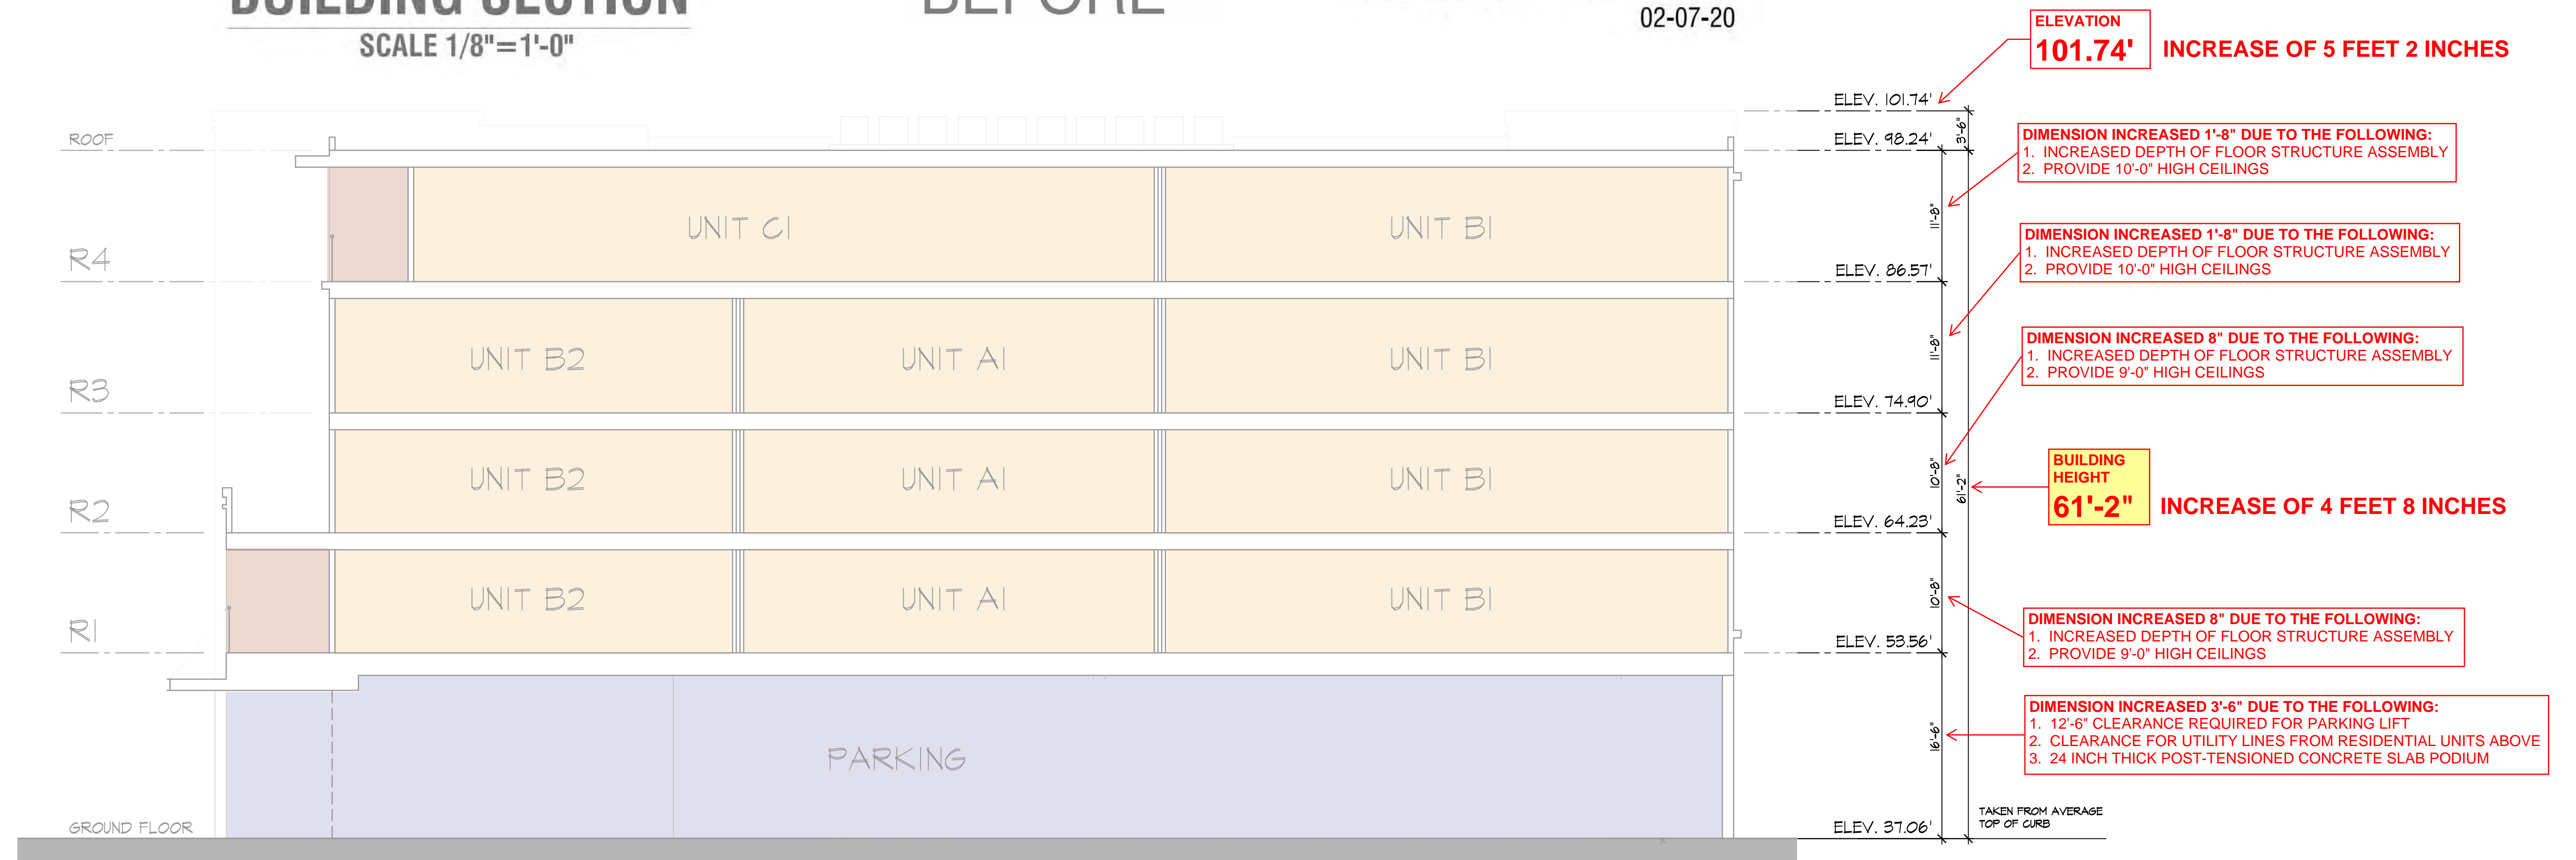 BUILDING SECTION
BEFORE
SCALE 1/8"=1'-0"
02-07-20
ELEVATION
101.74'
INCREASE OF 5 FEET 2 INCHES
ELEV. 101.74'
3'-6"
ROOF
ELEV. 98.24'
DIMENSION INCREASED 1'-8" DUE TO THE FOLLOWING:
1. INCREASED DEPTH OF FLOOR STRUCTURE ASSEMBLY
2. PROVIDE 10'-0" HIGH CEILINGS
UNIT C1
UNIT B1
11'-8"
R4
ELEV. 86.57'
DIMENSION INCREASED 1'-8" DUE TO THE FOLLOWING:
1. INCREASED DEPTH OF FLOOR STRUCTURE ASSEMBLY
2. PROVIDE 10'-0" HIGH CEILINGS
UNIT B2
UNIT A1
UNIT B1
11'-8"
R3
ELEV. 74.90'
DIMENSION INCREASED 8" DUE TO THE FOLLOWING:
1. INCREASED DEPTH OF FLOOR STRUCTURE ASSEMBLY
2. PROVIDE 9'-0" HIGH CEILINGS
UNIT B2
UNIT A1
UNIT B1
10'-8"
61'-2"
BUILDING
HEIGHT
61'-2"
INCREASE OF 4 FEET 8 INCHES
R2
ELEV. 64.23'
UNIT B2
UNIT A1
UNIT B1
10'-8"
DIMENSION INCREASED 8" DUE TO THE FOLLOWING:
1. INCREASED DEPTH OF FLOOR STRUCTURE ASSEMBLY
2. PROVIDE 9'-0" HIGH CEILINGS
R1
ELEV. 53.56'
DIMENSION INCREASED 3'-6" DUE TO THE FOLLOWING:
1. 12'-6" CLEARANCE REQUIRED FOR PARKING LIFT
2. CLEARANCE FOR UTILITY LINES FROM RESIDENTIAL UNITS ABOVE
3. 24 INCH THICK POST-TENSIONED CONCRETE SLAB PODIUM
PARKING
16'-6"
GROUND FLOOR
ELEV. 37.06'
TAKEN FROM AVERAGE
TOP OF CURB